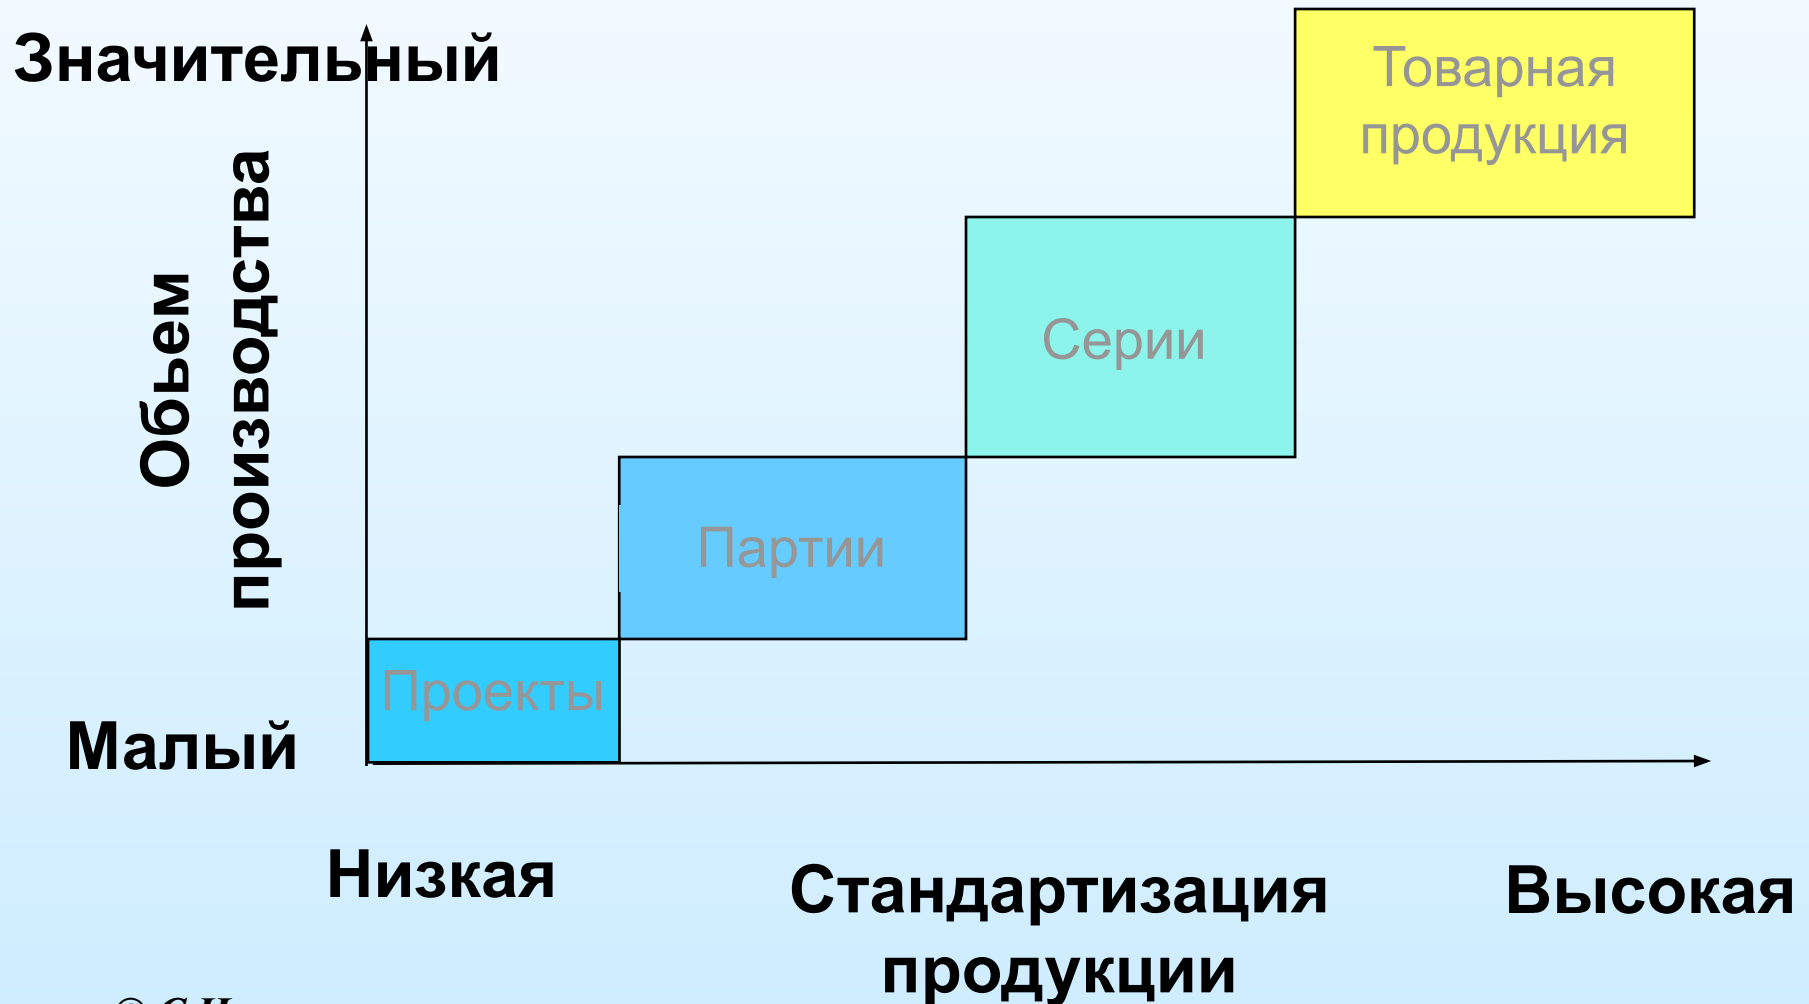 Значительный
Товарная
продукция
Обьем
производства
Серии
Партии
Проекты
Малый
Низкая
Стандартизация
продукции
Высокая